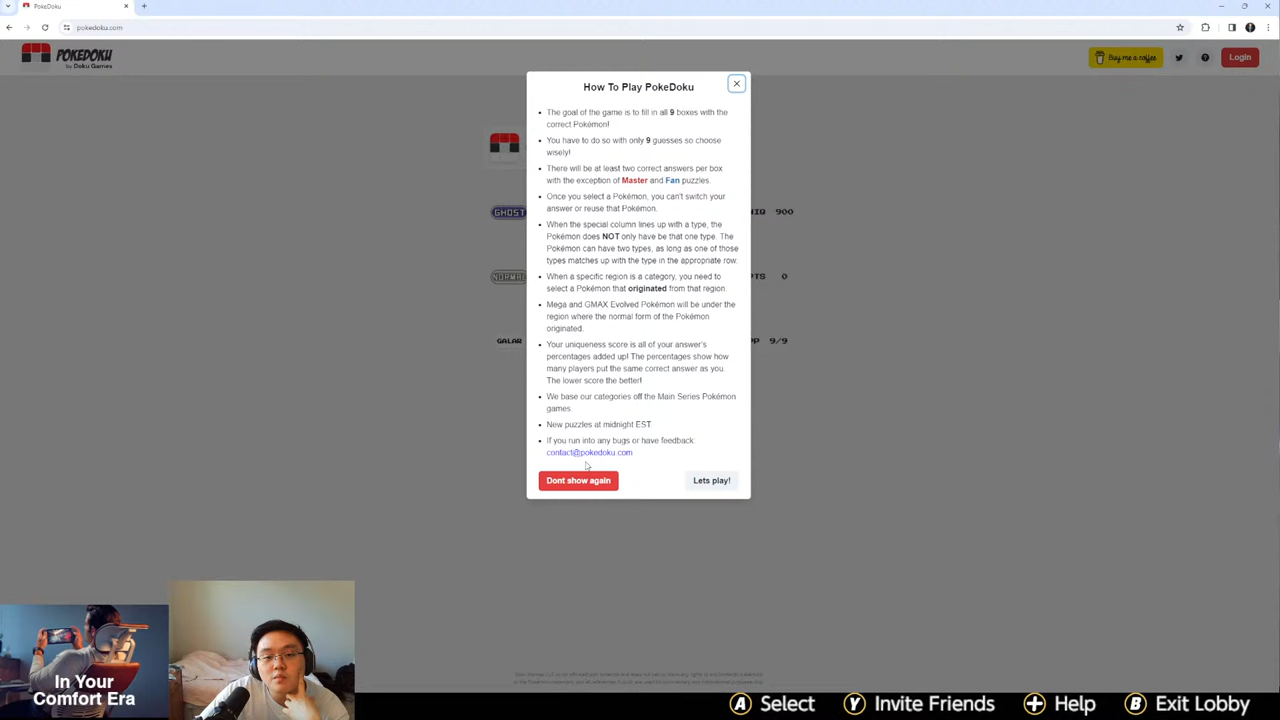 PokeDoku
pokedoku.com
POKEDOKU
by Doku Games
Buy me a coffee
Login
How To Play PokeDoku
The goal of the game is to fill in all 9 boxes with the
correct Pokémon!
You have to do so with only 9 guesses so choose
wisely!
There will be at least two correct answers per box
with the exception of Master and Fan puzzles.
Once you select a Pokémon, you can't switch your
answer or reuse that Pokémon.
When the special column lines up with a type, the
Pokémon does NOT only have be that one type. The
Pokémon can have two types, as long as one of those
types matches up with the type in the appropriate row.
When a specific region is a category, you need to
select a Pokémon that originated from that region.
Mega and GMAX Evolved Pokémon will be under the
region where the normal form of the Pokémon
originated.
Your uniqueness score is all of your answer's
percentages added up! The percentages show how
many players put the same correct answer as you.
The lower score the better!
We base our categories off the Main Series Pokémon
games.
New puzzles at midnight EST.
If you run into any bugs or have feedback:
contact@pokedoku.com
Dont show again
Lets play!
GHOST
NORMAL
GALAR
900
0
9/9
In Your
Comfort Era
A Select
Y Invite Friends
+ Help
B Exit Lobby